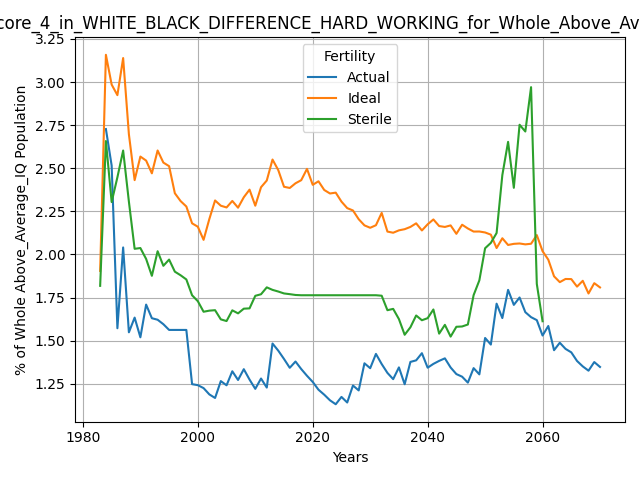 core_4_in_WHITE_BLACK_DIFFERENCE_HARD_WORKING_for_Whole_Above_Av
Fertility
Actual
Ideal
Sterile
3.25
3.00
2.75
2.50
2.25
2.00
1.75
1.50
1.25
% of Whole Above_Average_IQ Population
1980
2000
2020
2040
2060
Years